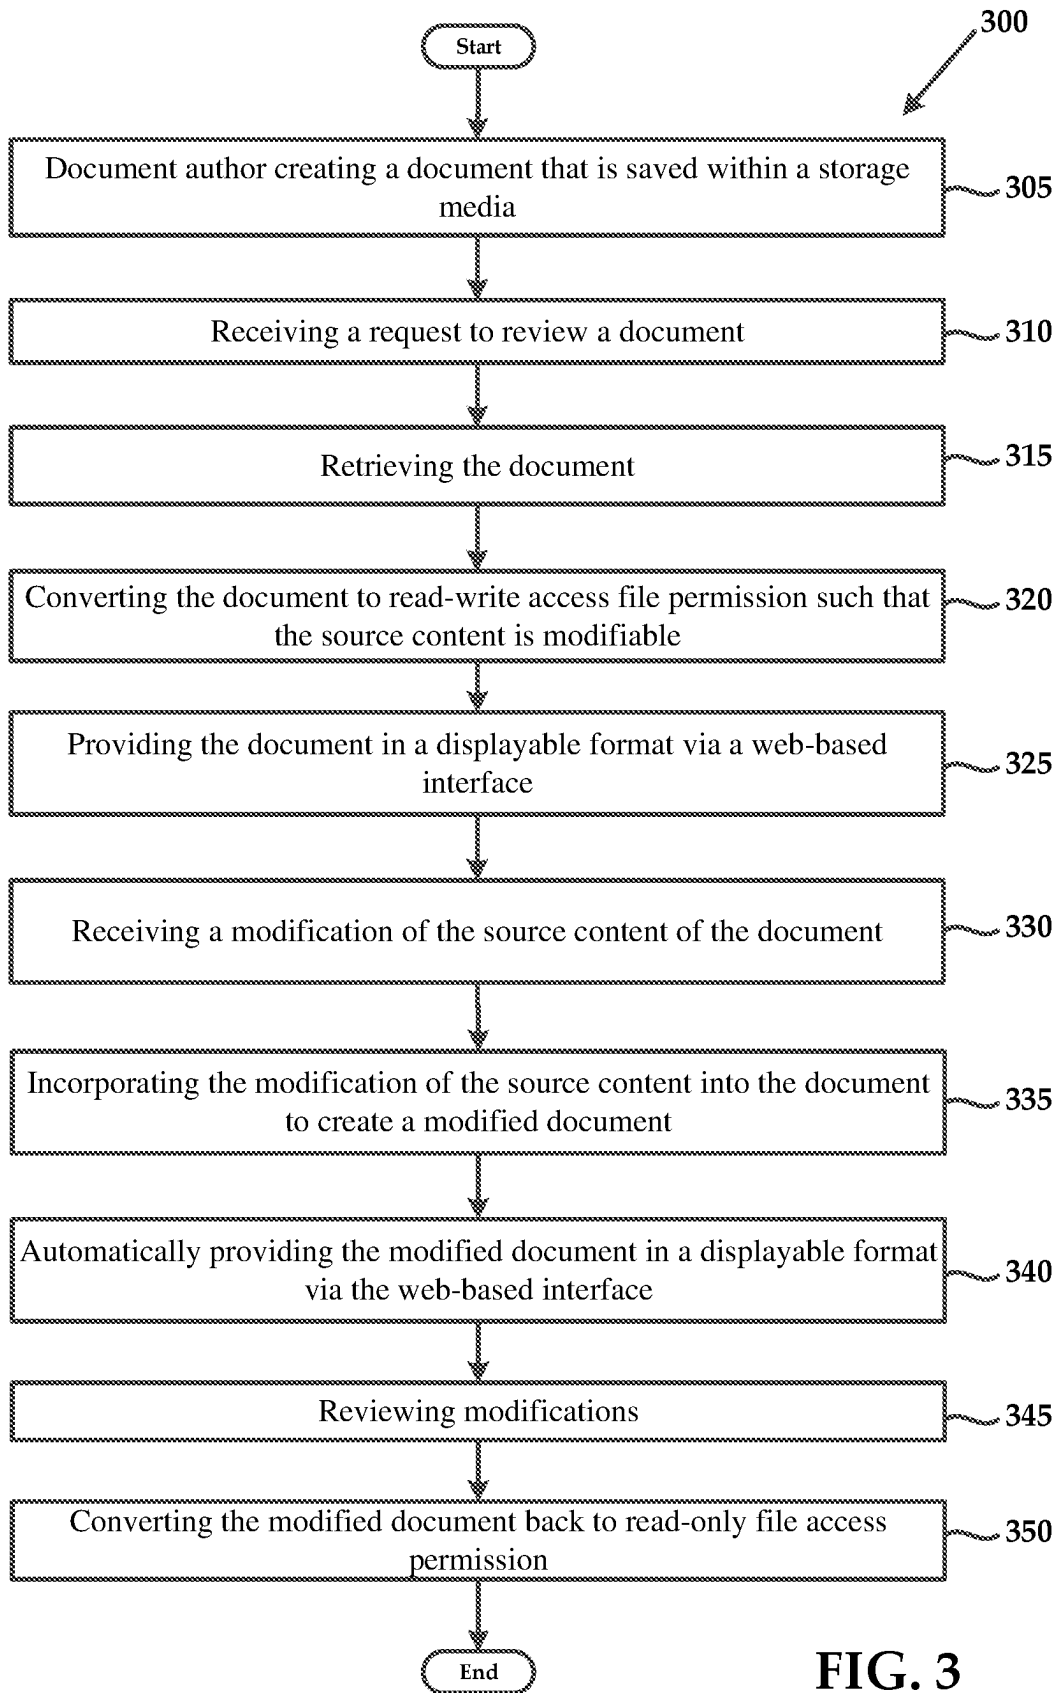 300
Start
Document author creating a document that is saved within a storage
media
305
Receiving a request to review a document
310
Retrieving the document
315
Converting the document to read-write access file permission such that
the source content is modifiable
320
Providing the document in a displayable format via a web-based
interface
325
Receiving a modification of the source content of the document
330
Incorporating the modification of the source content into the document
to create a modified document
335
Automatically providing the modified document in a displayable format
via the web-based interface
340
Reviewing modifications
345
Converting the modified document back to read-only file access
permission
350
End
FIG. 3